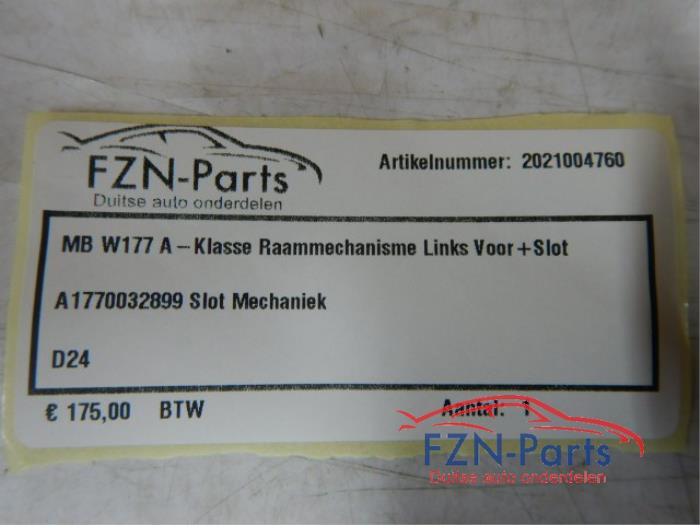 FZN-Parts
Duitse auto onderdelen
Artikelnummer: 2021004760
MB W177 A – Klasse Raammechanisme Links Voor + Slot
A1770032899 Slot Mechaniek
D24
€ 175,00 BTW
Aantal: 1
FZN-Parts
Duitse auto onderdelen